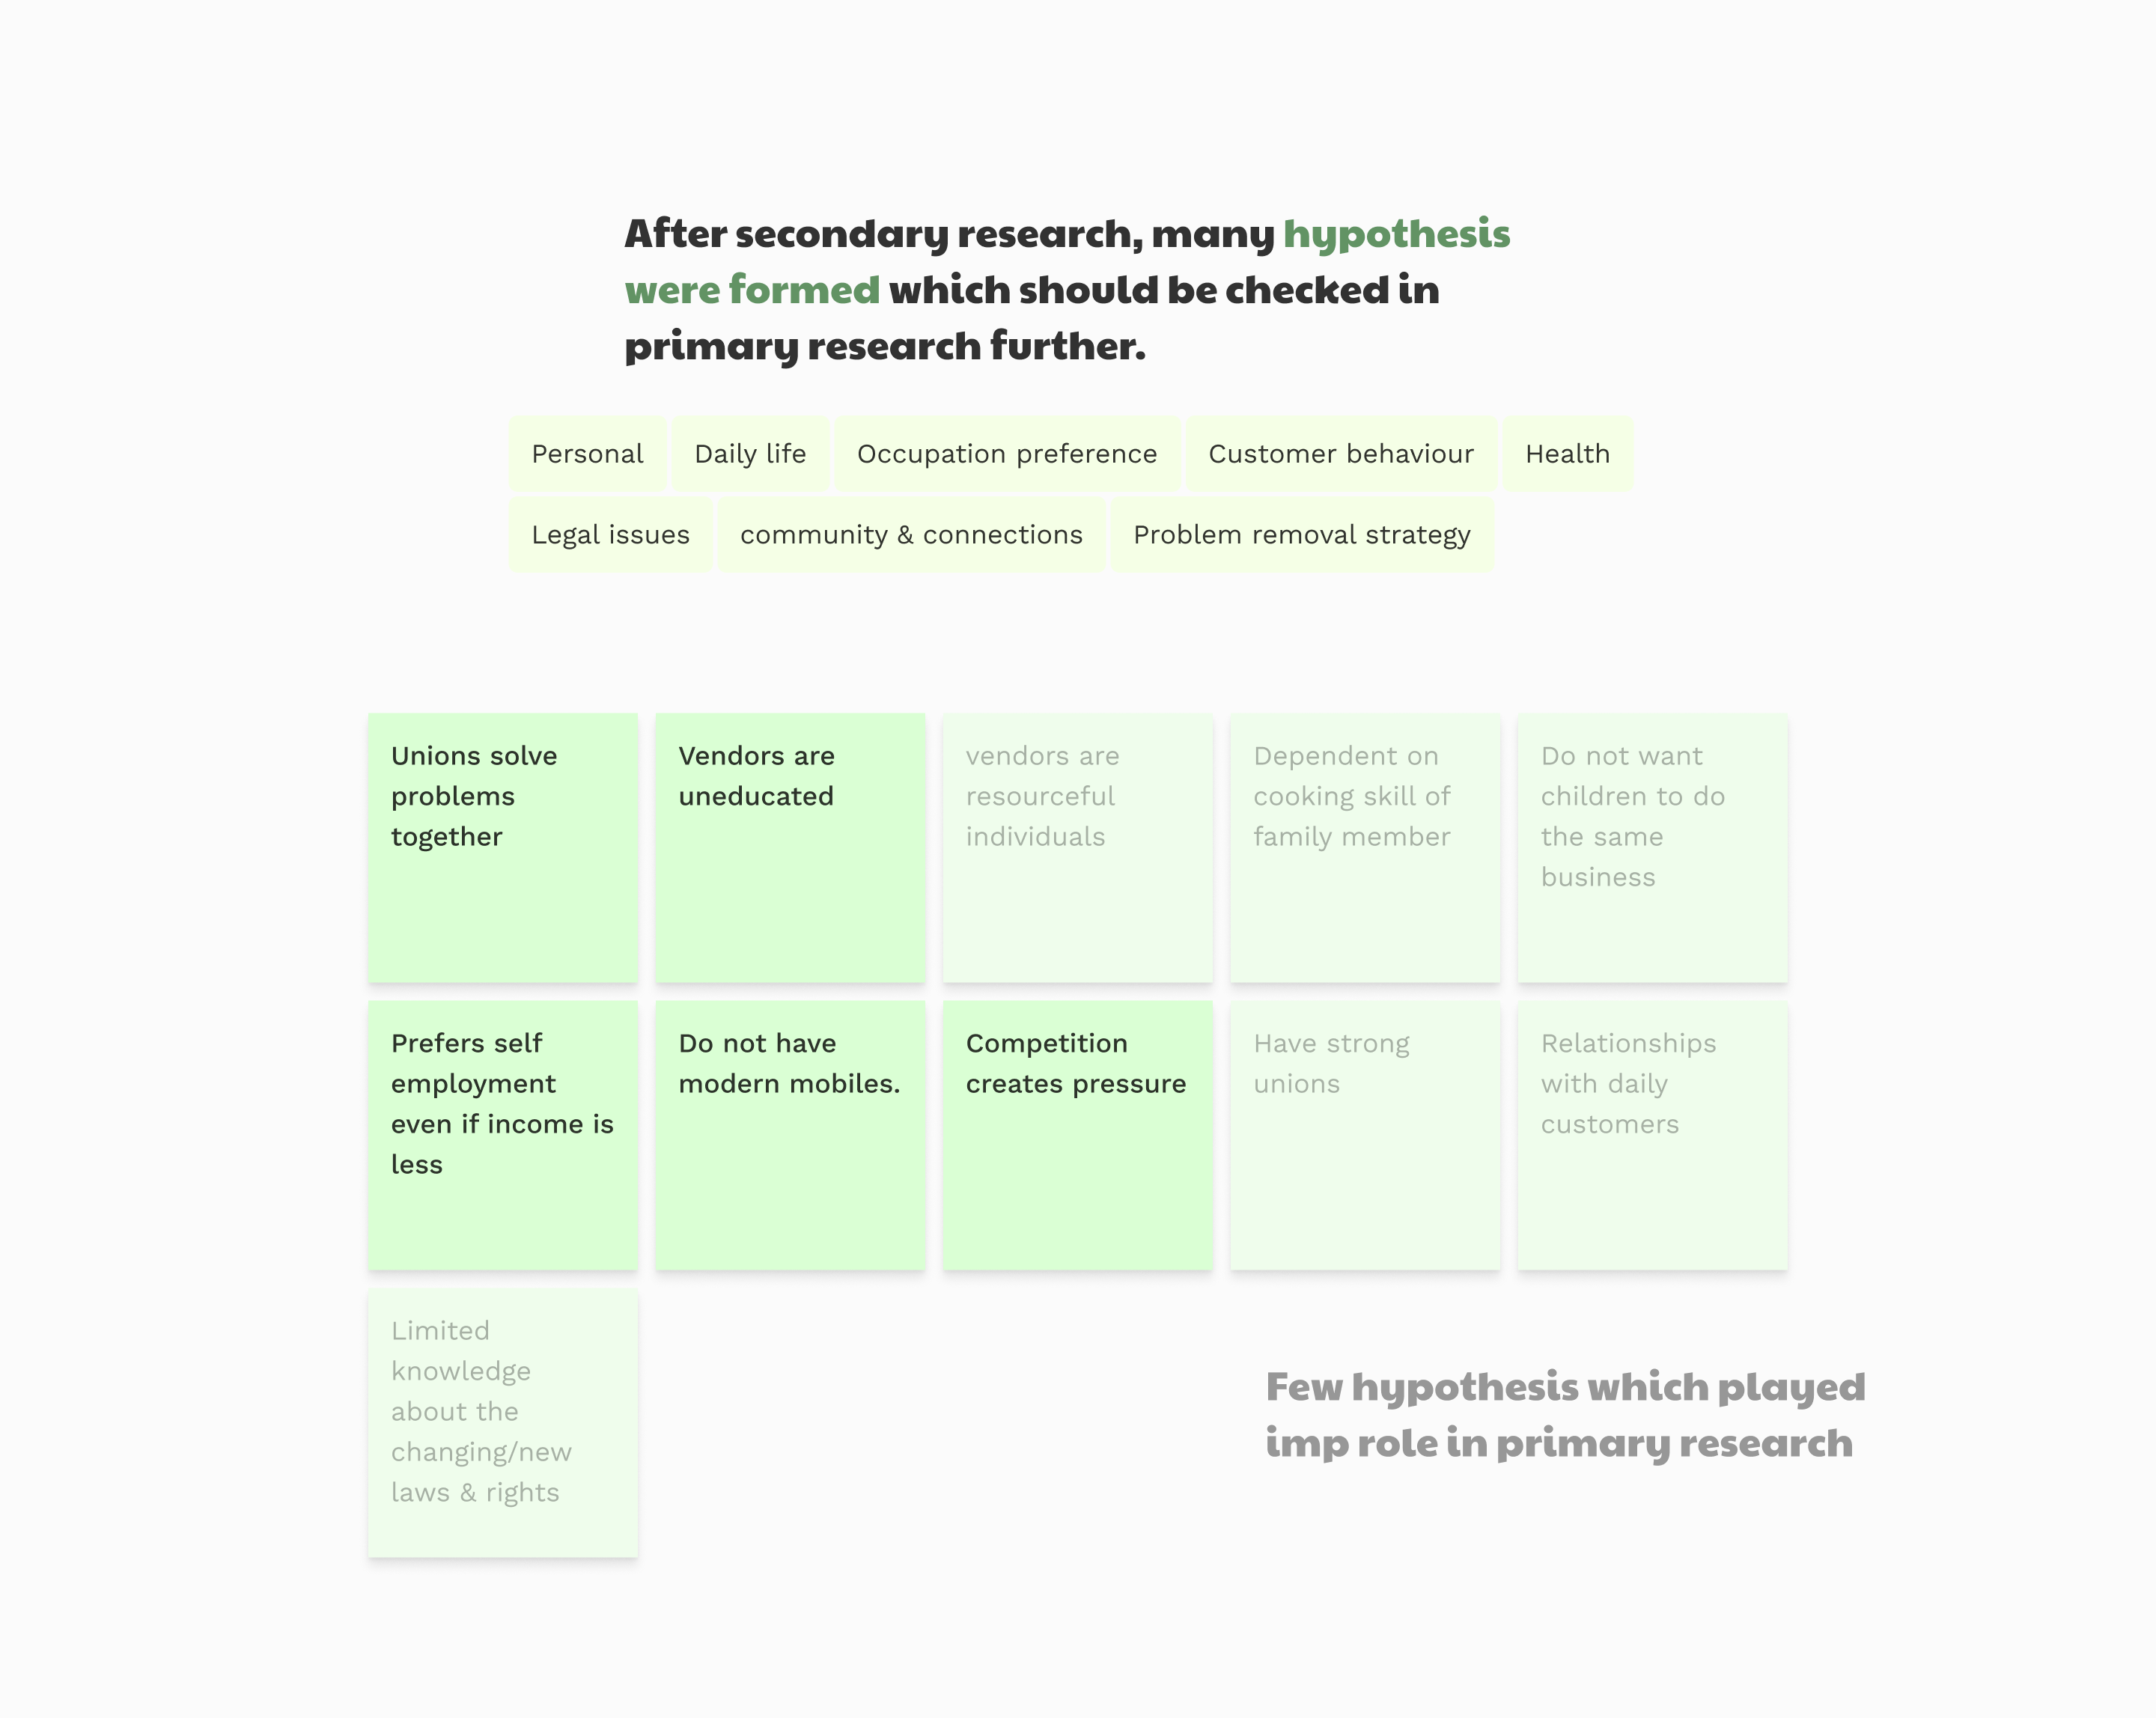 After secondary research, many hypothesis
were formed which should be checked in
primary research further.
Personal
Daily life
Occupation preference
Customer behaviour
Health
Legal issues
community & connections
Problem removal strategy
Unions solve
problems
together
Vendors are
uneducated
vendors are
resourceful
individuals
Dependent on
cooking skill of
family member
Do not want
children to do
the same
business
Prefers self
employment
even if income is
less
Do not have
modern mobiles.
Competition
creates pressure
Have strong
unions
Relationships
with daily
customers
Limited
knowledge
about the
changing/new
laws & rights
Few hypothesis which played
imp role in primary research